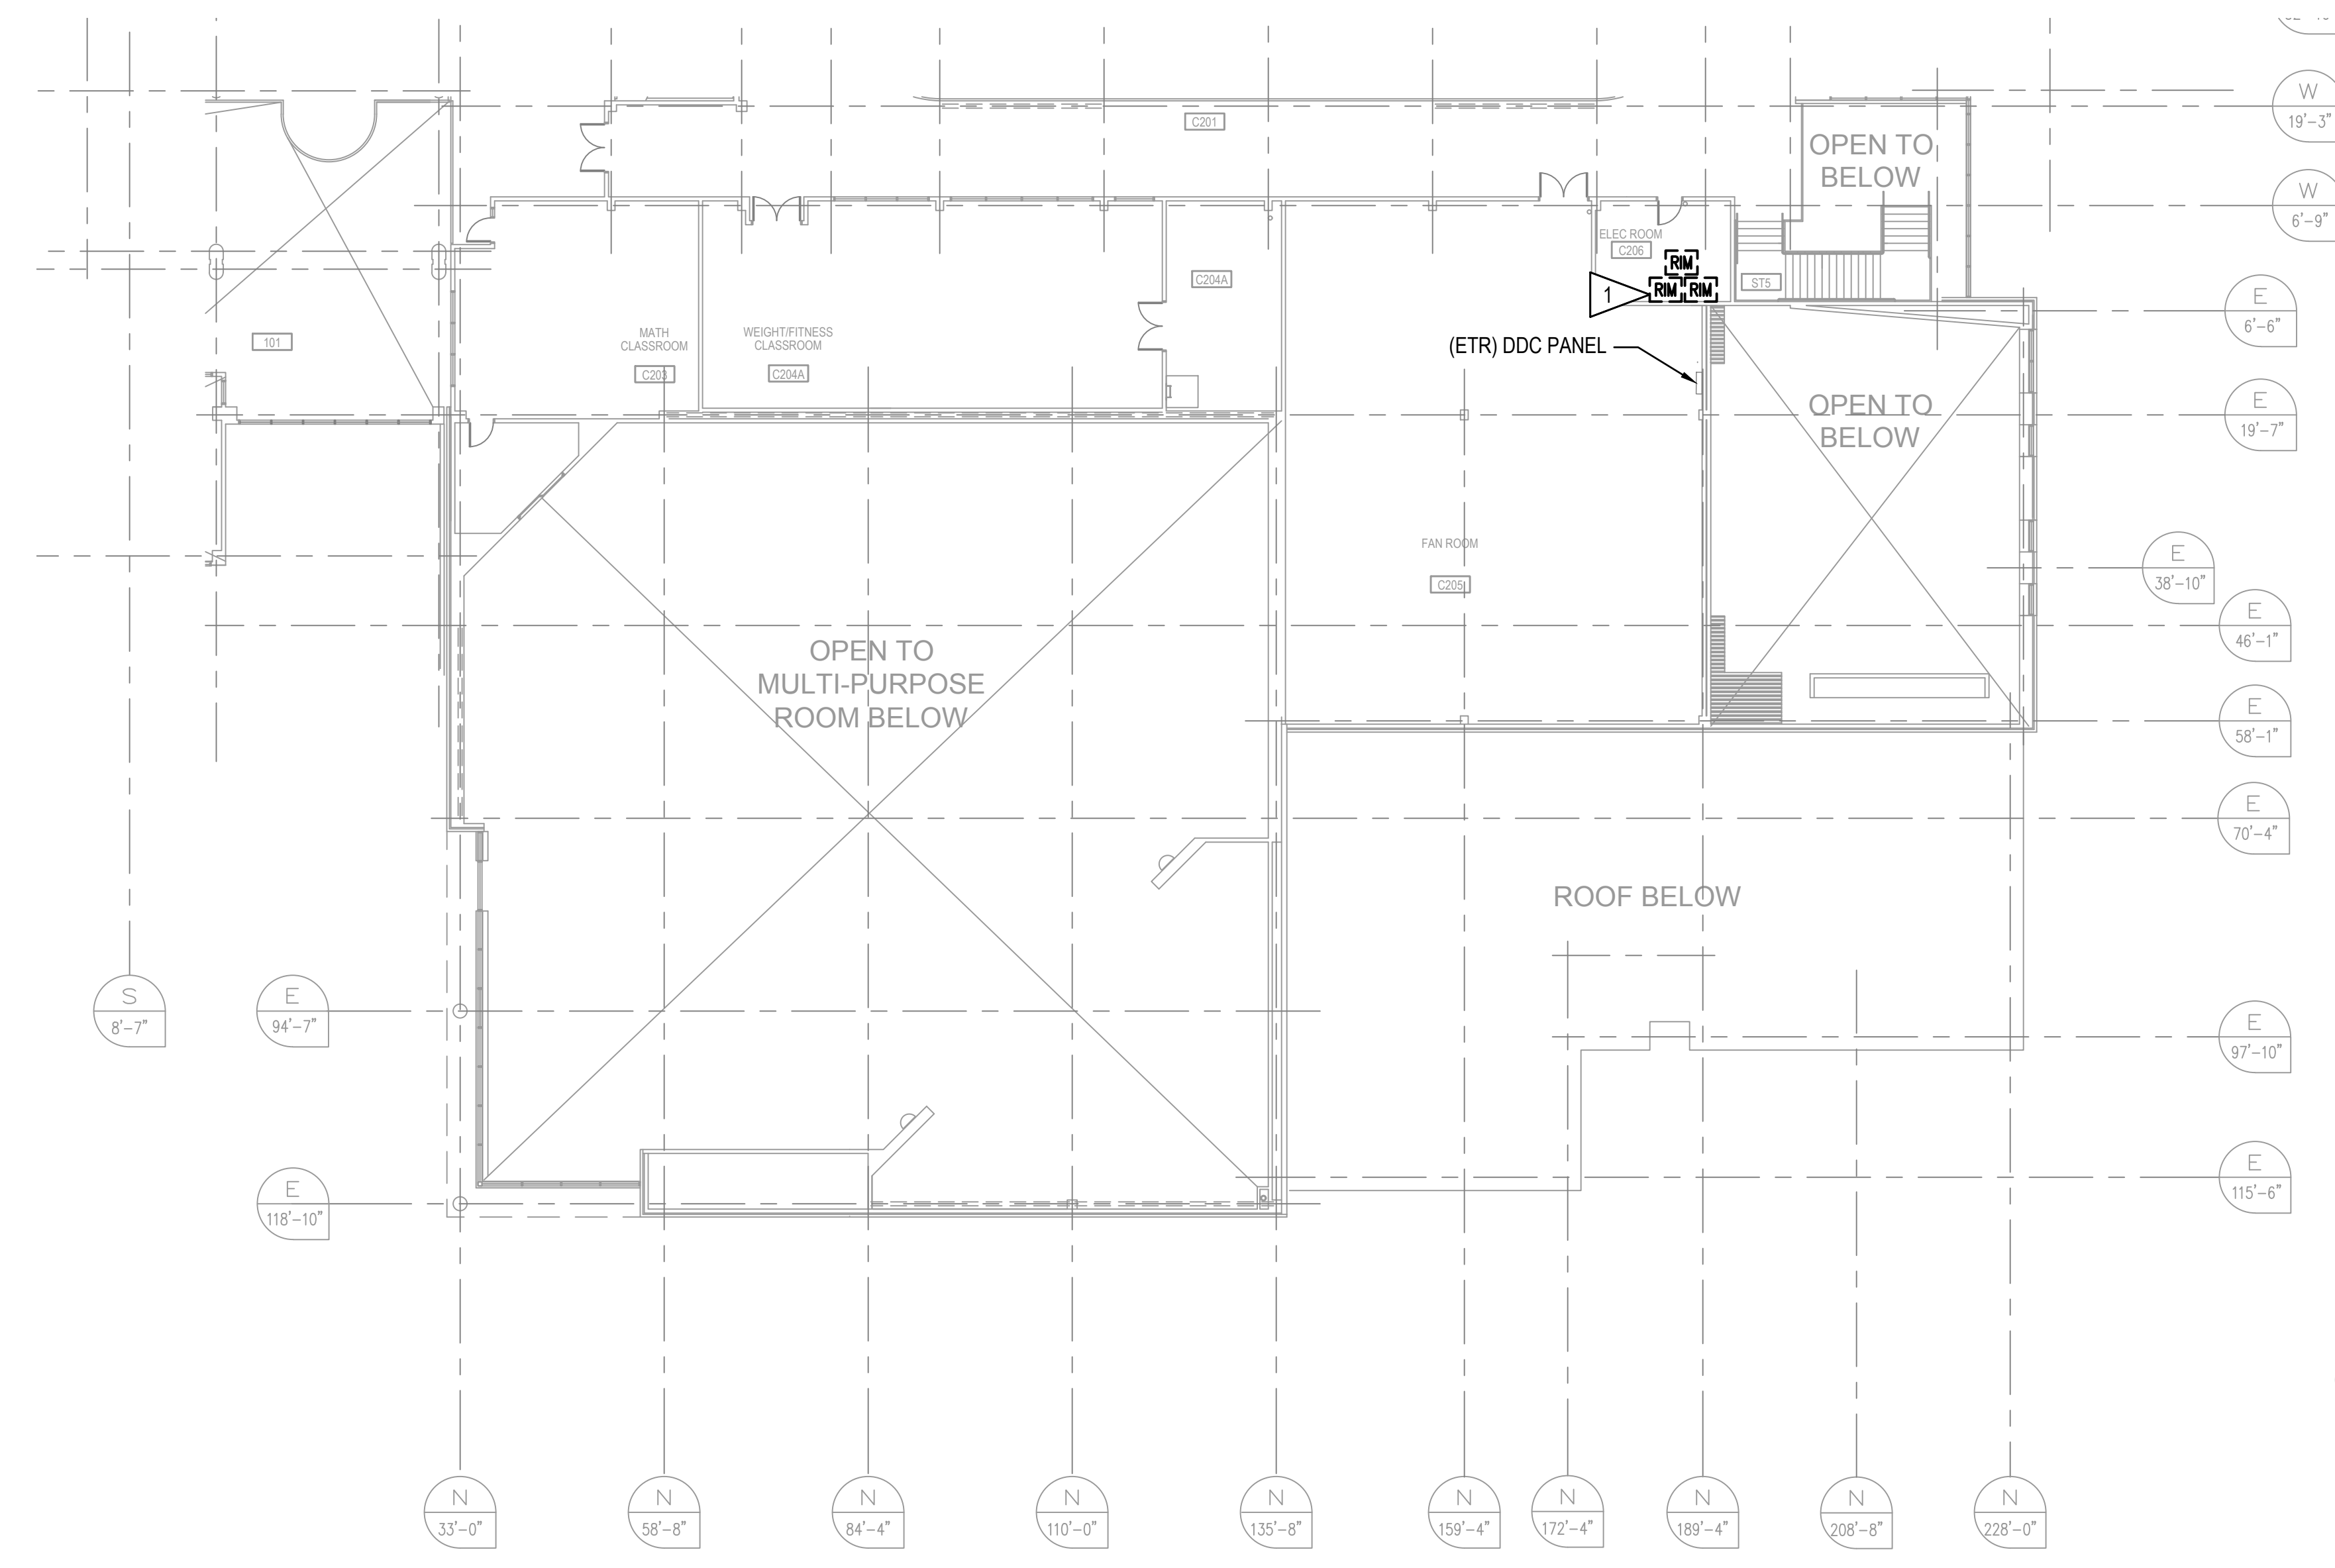 W
19'-3"
C201
OPEN TO
BELOW
W
6'-9"
ELEC ROOM
C206
RIM
C204A
ST5
1
RIM RIM
E
6'-6"
101
MATH
CLASSROOM
C203
WEIGHT/FITNESS
CLASSROOM
C204A
(ETR) DDC PANEL
OPEN TO
BELOW
E
19'-7"
FAN ROOM
C205
E
38'-10"
E
46'-1"
OPEN TO
MULTI-PURPOSE
ROOM BELOW
E
58'-1"
E
70'-4"
ROOF BELOW
S
8'-7"
E
94'-7"
E
97'-10"
E
118'-10"
E
115'-6"
N
33'-0"
N
58'-8"
N
84'-4"
N
110'-0"
N
135'-8"
N
159'-4"
N
172'-4"
N
189'-4"
N
208'-8"
N
228'-0"